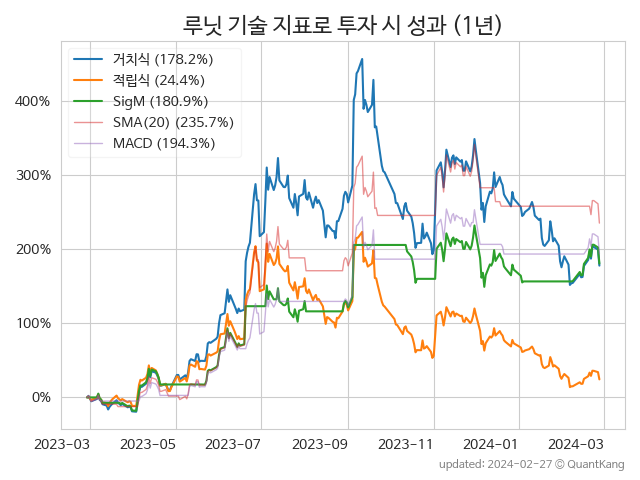 루닛 기술 지표로 투자 시 성과 (1년)
거치식 (178.2%)
적립식 (24.4%)
SigM (180.9%)
SMA(20) (235.7%)
MACD (194.3%)
400%
300%
200%
100%
0%
2023-03 2023-05 2023-07 2023-09 2023-11 2024-01 2024-03
updated: 2024-02-27 © QuantKang